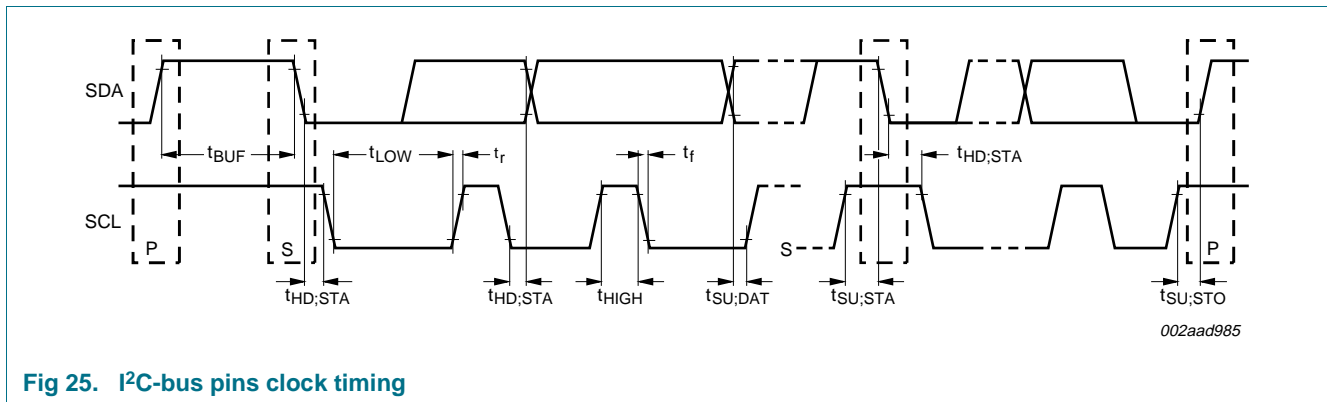 SDA
tBUF
tLOW
tr
tf
tHD;STA
SCL
P
S
S
P
tHD;STA
tHD;STA
tHIGH
tSU;DAT
tSU;STA
tSU;STO
002aad985
Fig 25. I2C-bus pins clock timing